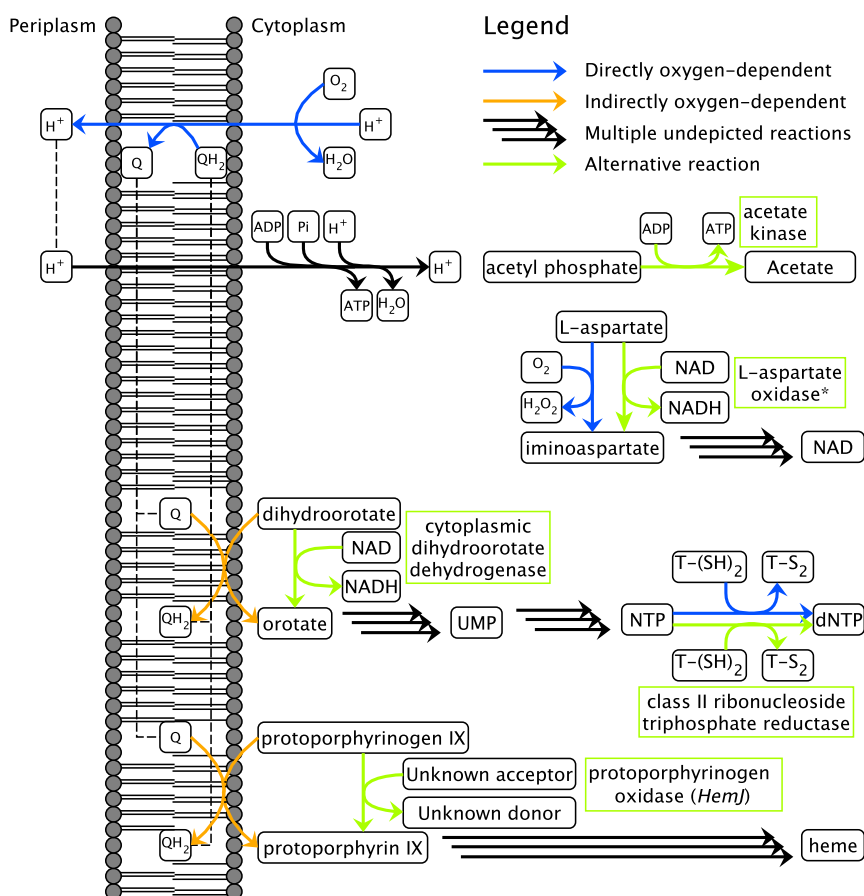 Periplasm
Cytoplasm
Legend
Directly oxygen-dependent
Indirectly oxygen-dependent
Multiple undepicted reactions
Alternative reaction
O2
H+
H+
Q
QH2
H2O
ADP
Pi
H+
H+
H+
ATP
H2O
ADP
ATP
acetate
kinase
acetyl phosphate
Acetate
L-aspartate
O2
NAD
H2O2
NADH
L-aspartate
oxidase*
iminoaspartate
NAD
Q
dihydroorotate
NAD
NADH
cytoplasmic
dihydroorotate
dehydrogenase
QH2
orotate
UMP
T-(SH)2
T-S2
NTP
dNTP
T-(SH)2
T-S2
class II ribonucleoside
triphosphate reductase
Q
protoporphyrinogen IX
Unknown acceptor
Unknown donor
protoporphyrinogen
oxidase (HemJ)
QH2
protoporphyrin IX
heme